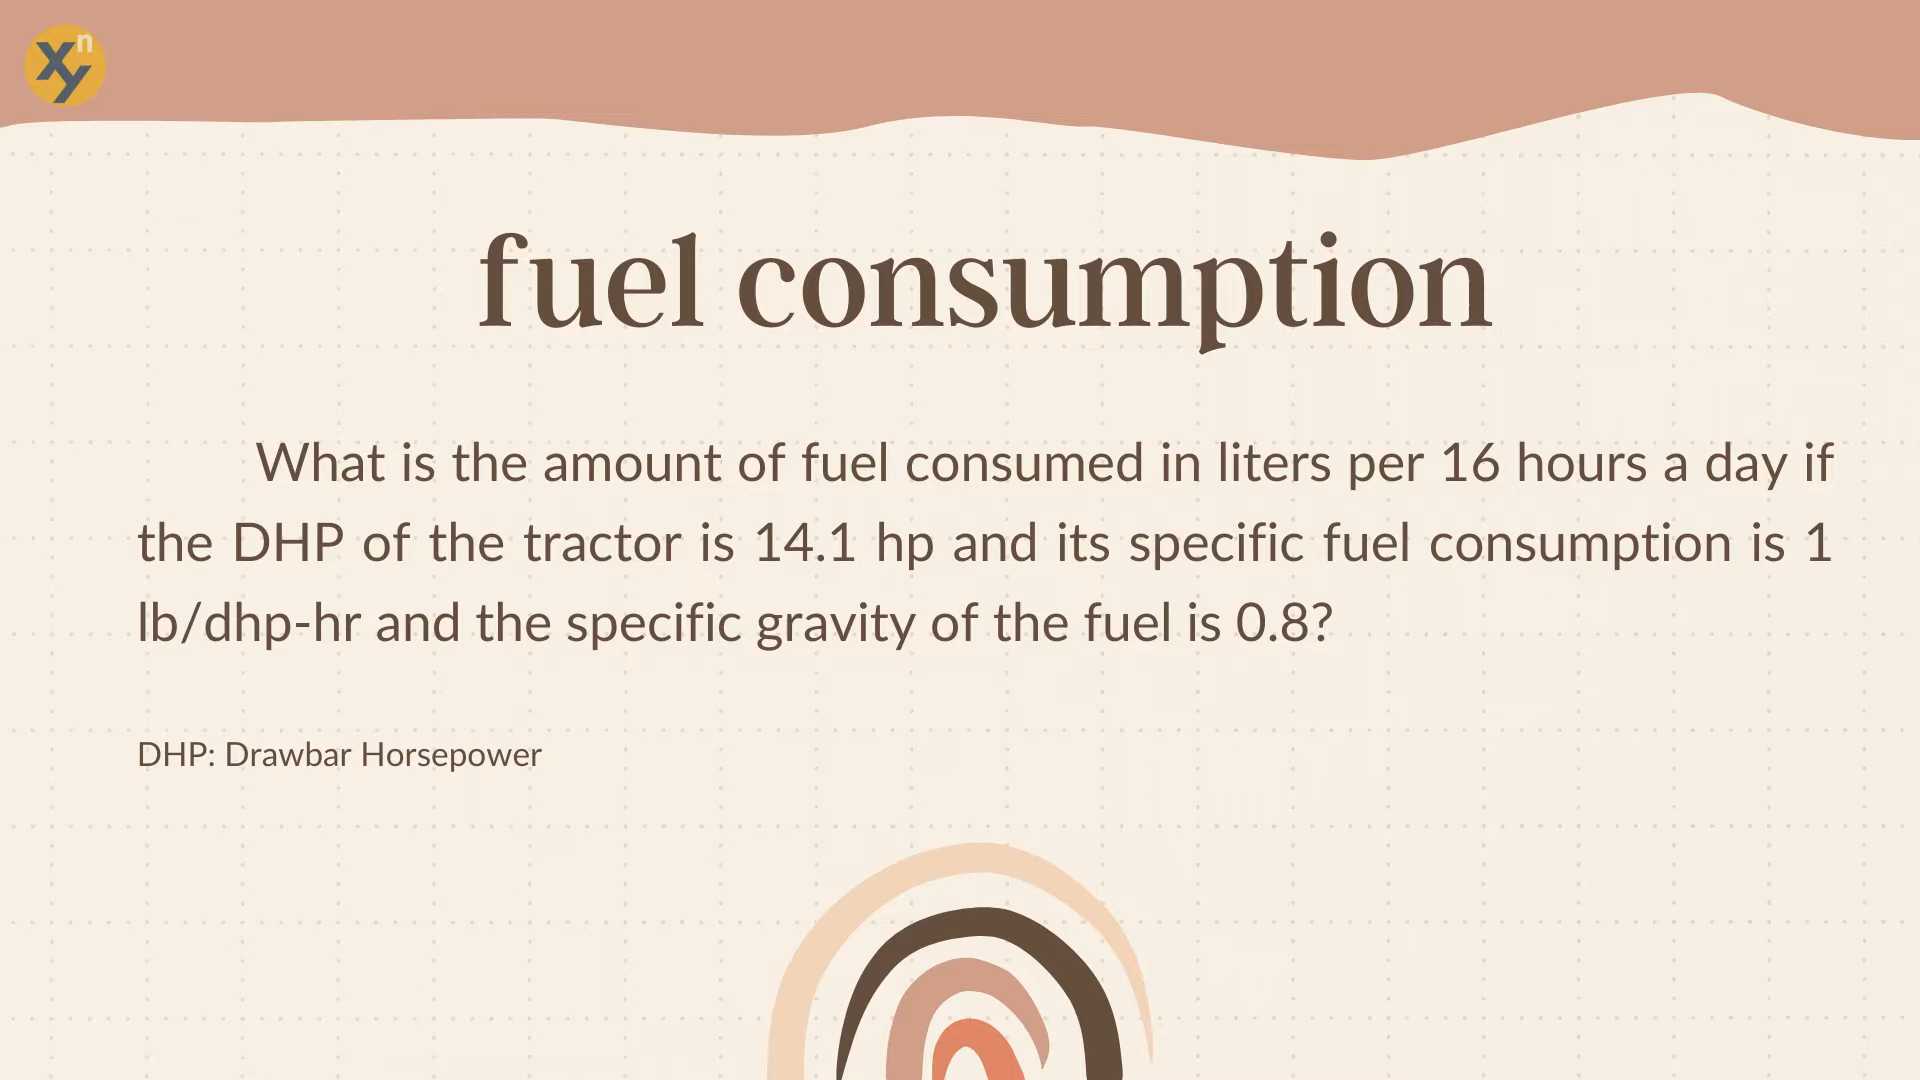 xyn
fuel consumption
What is the amount of fuel consumed in liters per 16 hours a day if
the DHP of the tractor is 14.1 hp and its specific fuel consumption is 1
lb/dhp-hr and the specific gravity of the fuel is 0.8?
DHP: Drawbar Horsepower